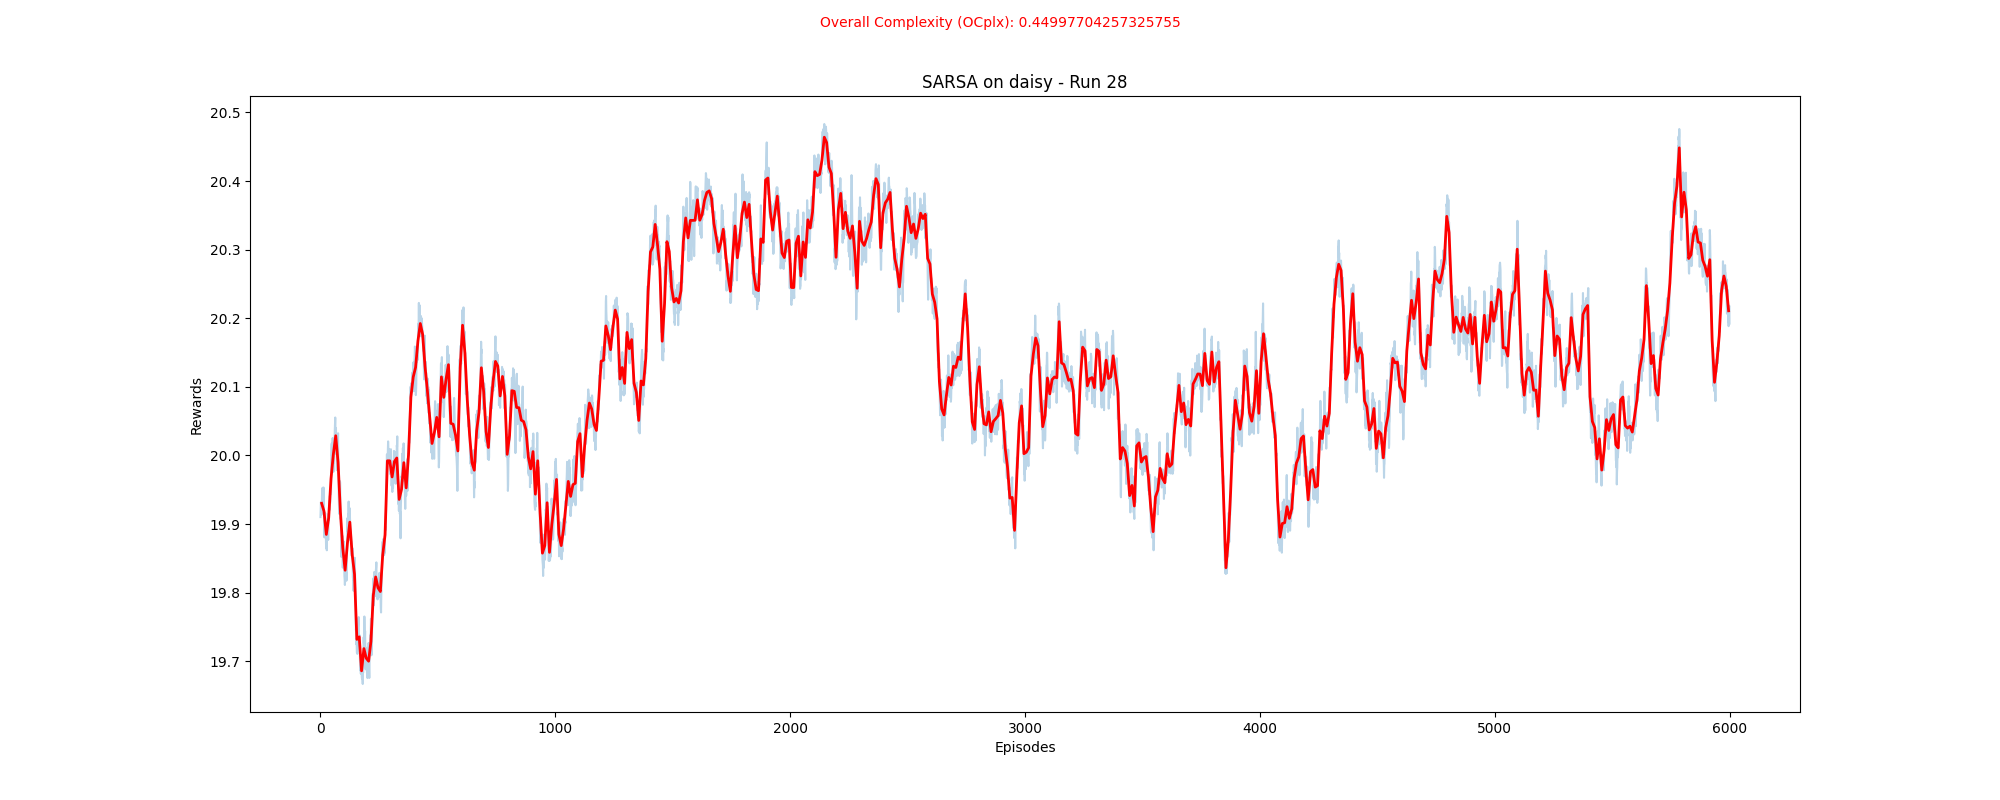 Overall Complexity (OCplx): 0.44997704257325755
SARSA on daisy - Run 28
20.5
20.4
20.3
20.2
20.1
20.0
19.9
19.8
19.7
Rewards
0 1000 2000 3000 4000 5000 6000
Episodes